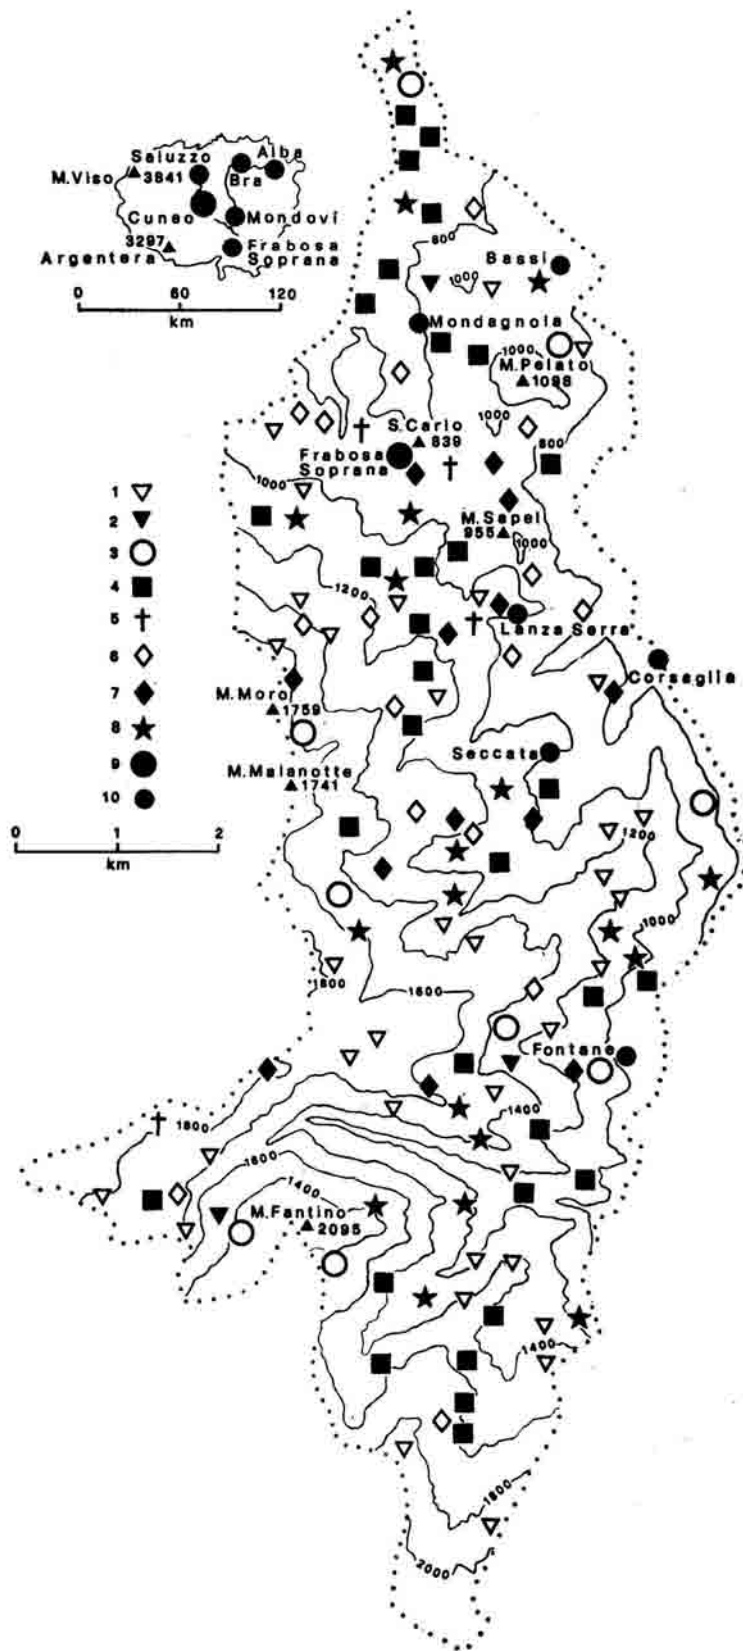 Saluzzo
Alba
M.Viso
3841
Bra
Cuneo
Mondovì
3297
Argentera
Frabosa
Soprana
0 60 120
km
800
Bassi
1000
1000
Mondagnola
1000
M.Pelato
1098
S.Carlo
839
1000
800
Frabosa
Soprana
1000
M.Sapei
955
1000
1
2
3
4
5
6
7
8
9
10
1200
Lanza Serra
Corsaglia
M.Moro
1759
Seccata
M.Malanotte
1741
0 1 2
km
1200
1000
1800
1600
Fontane
1400
1800
1600
1400
M.Fantino
2095
1400
1800
2000